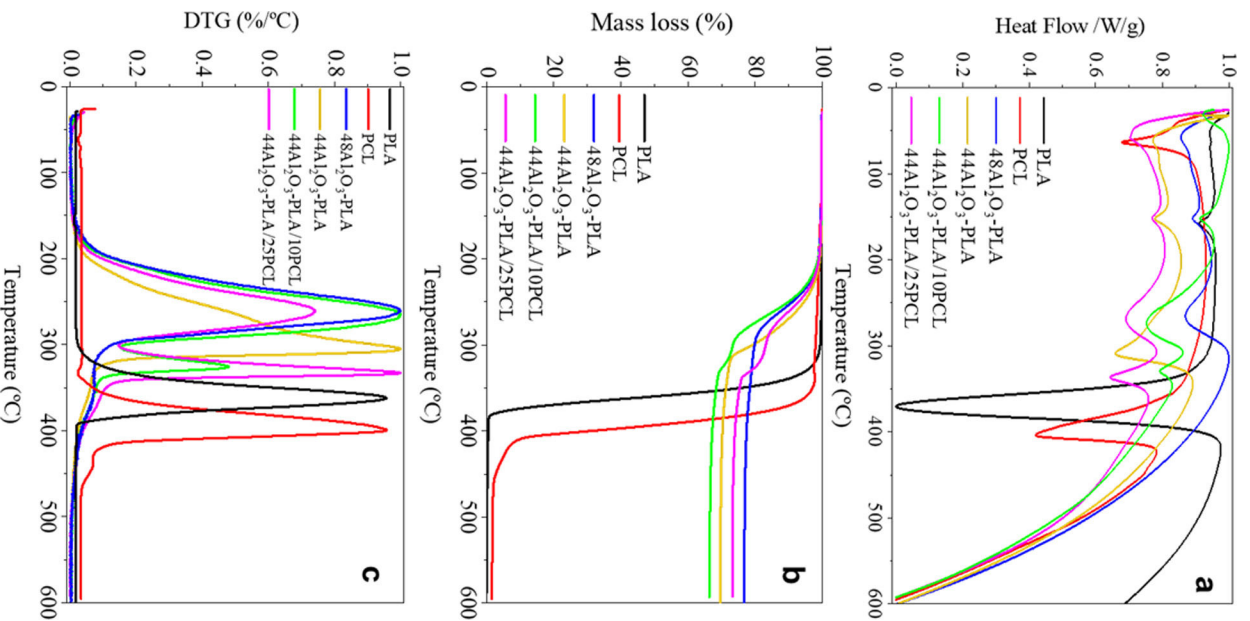 a
Heat Flow /W/g)
1.0
0.8
0.6
0.4
0.2
0.0
PLA
PCL
48Al₂O₃-PLA
44Al₂O₃-PLA
44Al₂O₃-PLA/10PCL
44Al₂O₃-PLA/25PCL
0 100 200 300 400 500 600
Temperature (ºC)
b
Mass loss (%)
100
80
60
40
20
0
PLA
PCL
48Al₂O₃-PLA
44Al₂O₃-PLA
44Al₂O₃-PLA/10PCL
44Al₂O₃-PLA/25PCL
0 100 200 300 400 500 600
Temperature (ºC)
c
DTG (%/ºC)
1.0
0.8
0.6
0.4
0.2
0.0
PLA
PCL
48Al₂O₃-PLA
44Al₂O₃-PLA
44Al₂O₃-PLA/10PCL
44Al₂O₃-PLA/25PCL
0 100 200 300 400 500 600
Temperature (ºC)